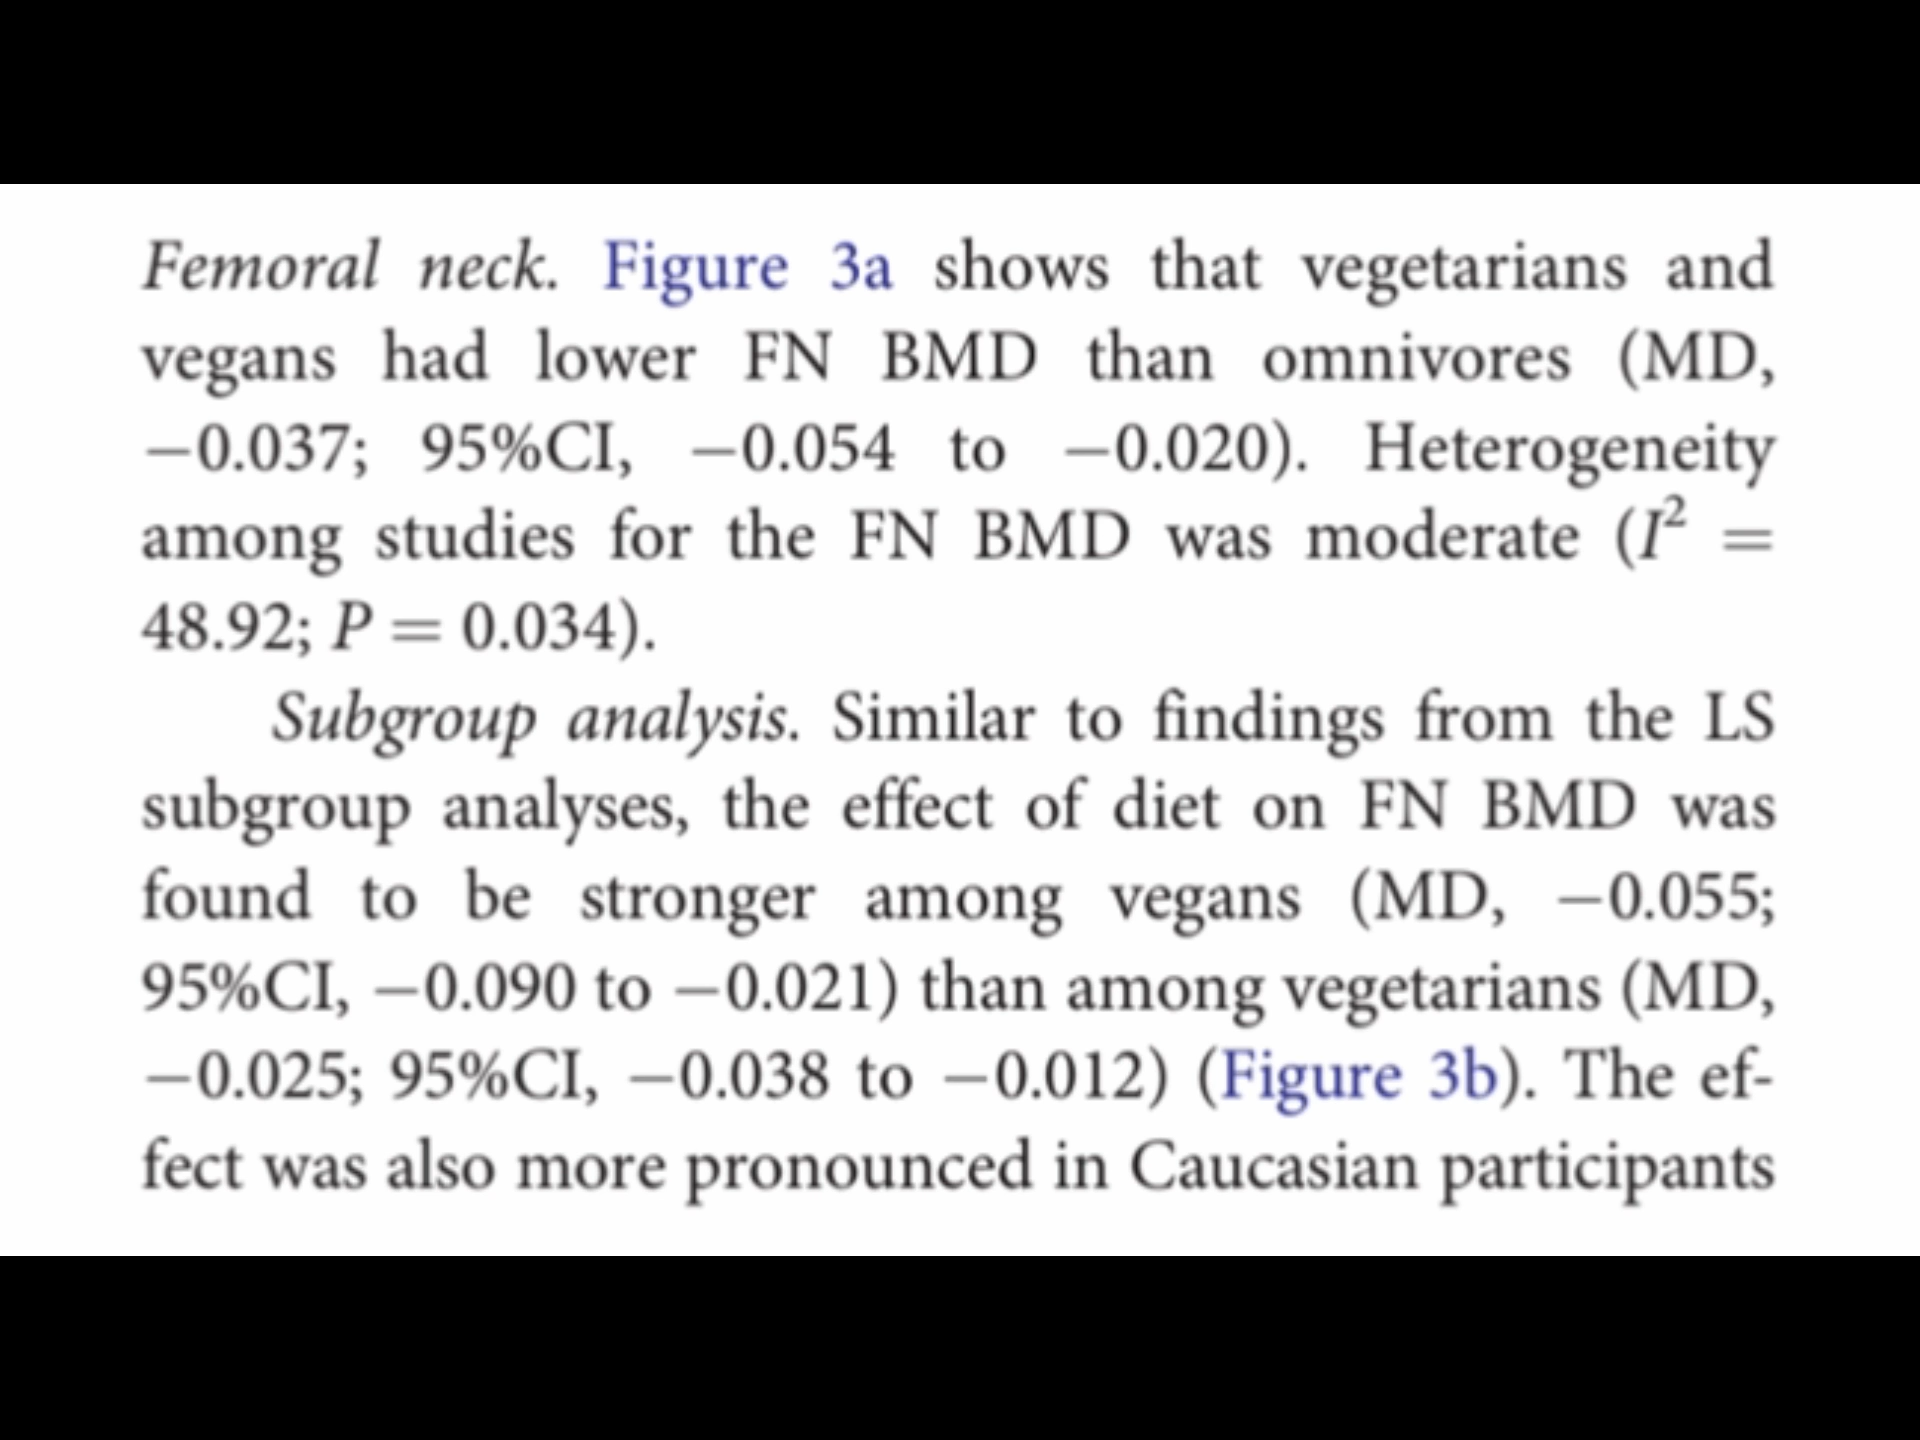 Femoral neck. Figure 3a shows that vegetarians and
vegans had lower FN BMD than omnivores (MD,
−0.037; 95%CI, −0.054 to −0.020). Heterogeneity
among studies for the FN BMD was moderate (I² =
48.92; P = 0.034).
Subgroup analysis. Similar to findings from the LS
subgroup analyses, the effect of diet on FN BMD was
found to be stronger among vegans (MD, −0.055;
95%CI, −0.090 to −0.021) than among vegetarians (MD,
−0.025; 95%CI, −0.038 to −0.012) (Figure 3b). The ef-
fect was also more pronounced in Caucasian participants